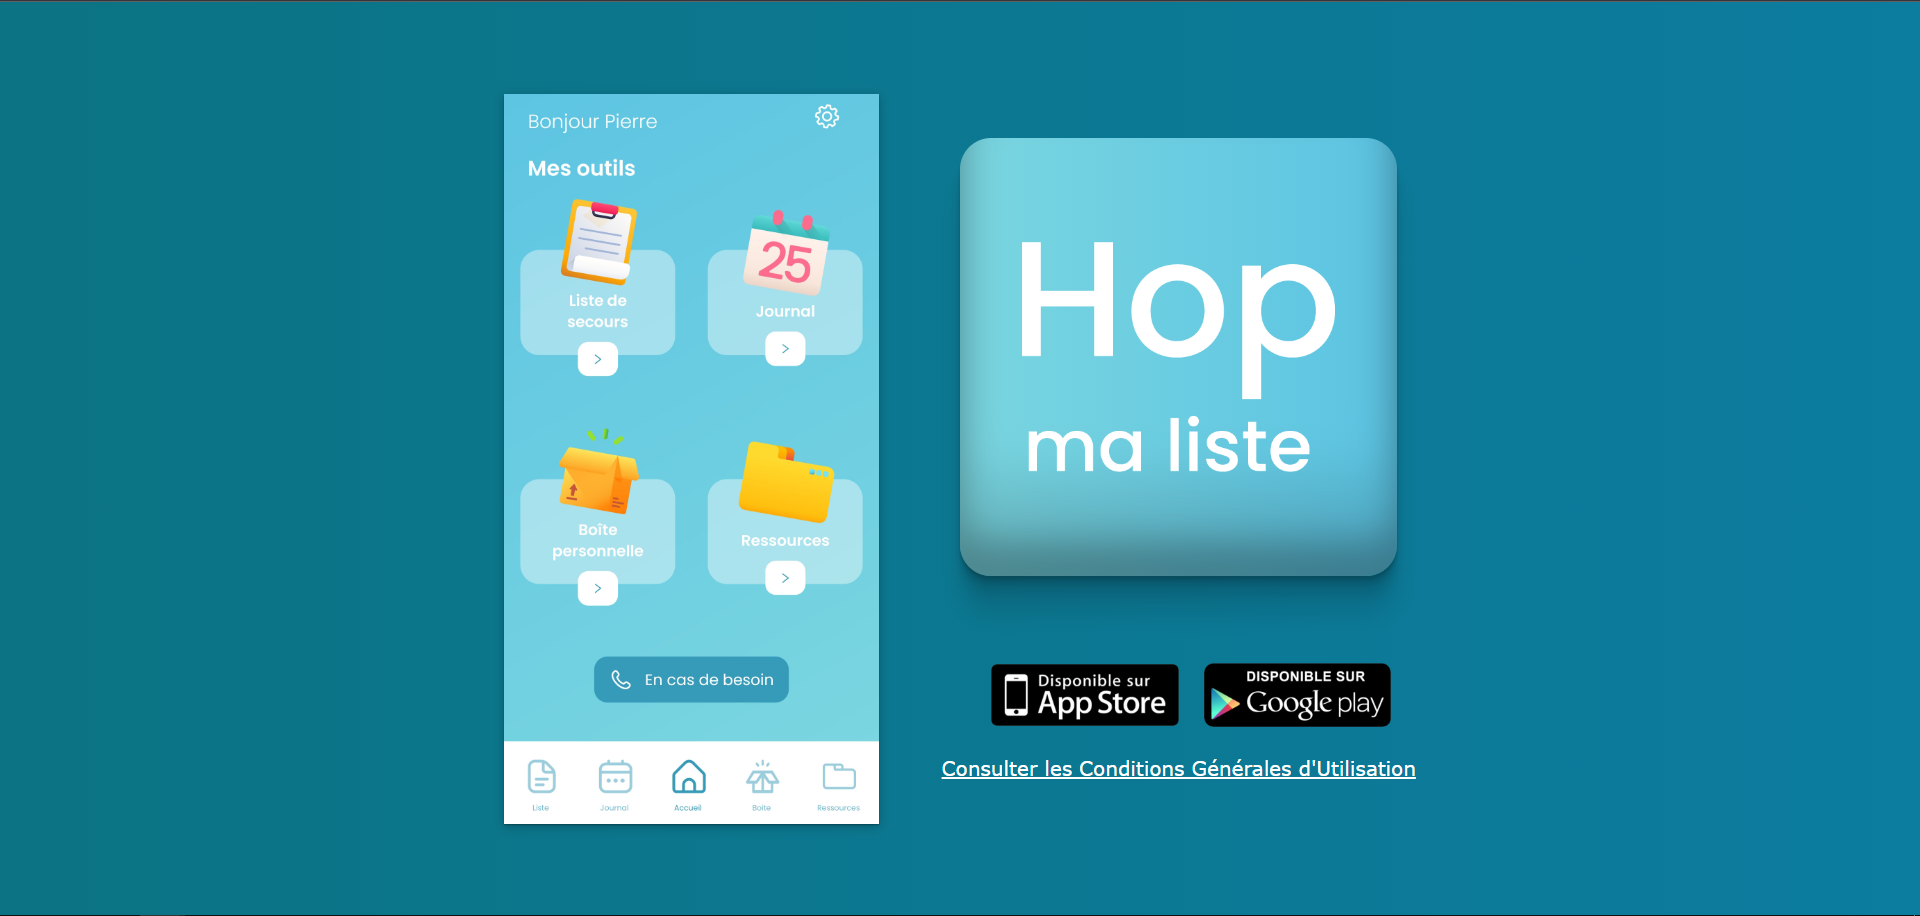 Bonjour Pierre
Mes outils
25
Liste de
secours
Journal
Boîte
personnelle
Ressources
En cas de besoin
Liste
Journal
Accueil
Boîte
Ressources
Hop
ma liste
Disponible sur
App Store
DISPONIBLE SUR
Google play
Consulter les Conditions Générales d'Utilisation